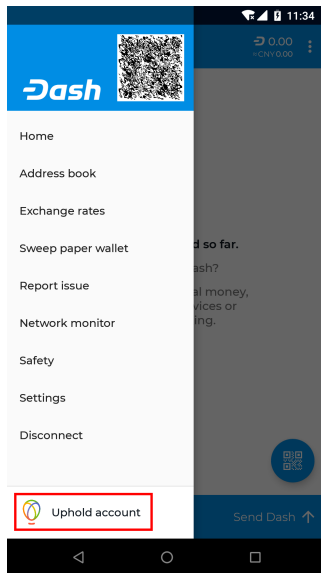 11:34
Dash
0.00
≈CNY0.00
Home
Address book
Exchange rates
Sweep paper wallet
d so far.
Report issue
ash?
al money,
Network monitor
vices or
ing.
Safety
Settings
Disconnect
Uphold account
Send Dash